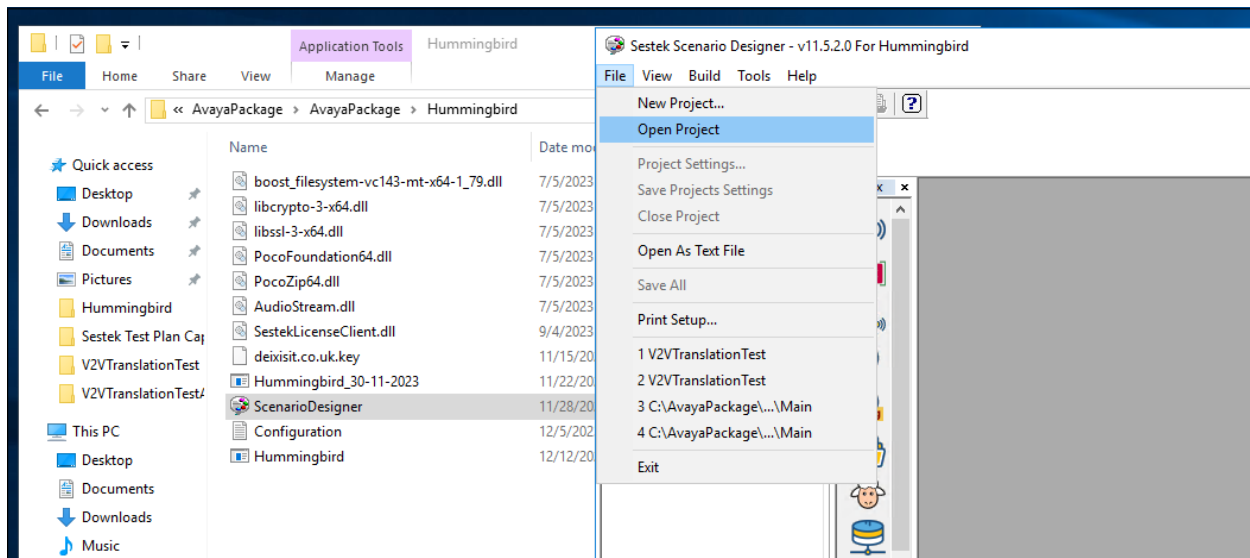 Application Tools
Hummingbird
File
Home
Share
View
Manage
« AvayaPackage > AvayaPackage > Hummingbird
Quick access
Desktop
Downloads
Documents
Pictures
Hummingbird
Sestek Test Plan
V2VTranslationTest
V2VTranslationTest
This PC
Desktop
Documents
Downloads
Music
Name
Date
boost_filesystem-vc143-mt-x64-1_79.dll
7/5/2023
libcrypto-3-x64.dll
7/5/2023
libssl-3-x64.dll
7/5/2023
PocoFoundation64.dll
7/5/2023
PocoZip64.dll
7/5/2023
AudioStream.dll
7/5/2023
SestekLicenseClient.dll
9/4/2023
deixisit.co.uk.key
11/15/20
Hummingbird_30-11-2023
11/22/20
ScenarioDesigner
11/28/20
Configuration
12/5/202
Hummingbird
12/12/20
Sestek Scenario Designer - v11.5.2.0 For Hummingbird
File
View
Build
Tools
Help
New Project...
Open Project
Project Settings...
Save Projects Settings
Close Project
Open As Text File
Save All
Print Setup...
1 V2VTranslationTest
2 V2VTranslationTest
3 C:\AvayaPackage\...\Main
4 C:\AvayaPackage\...\Main
Exit